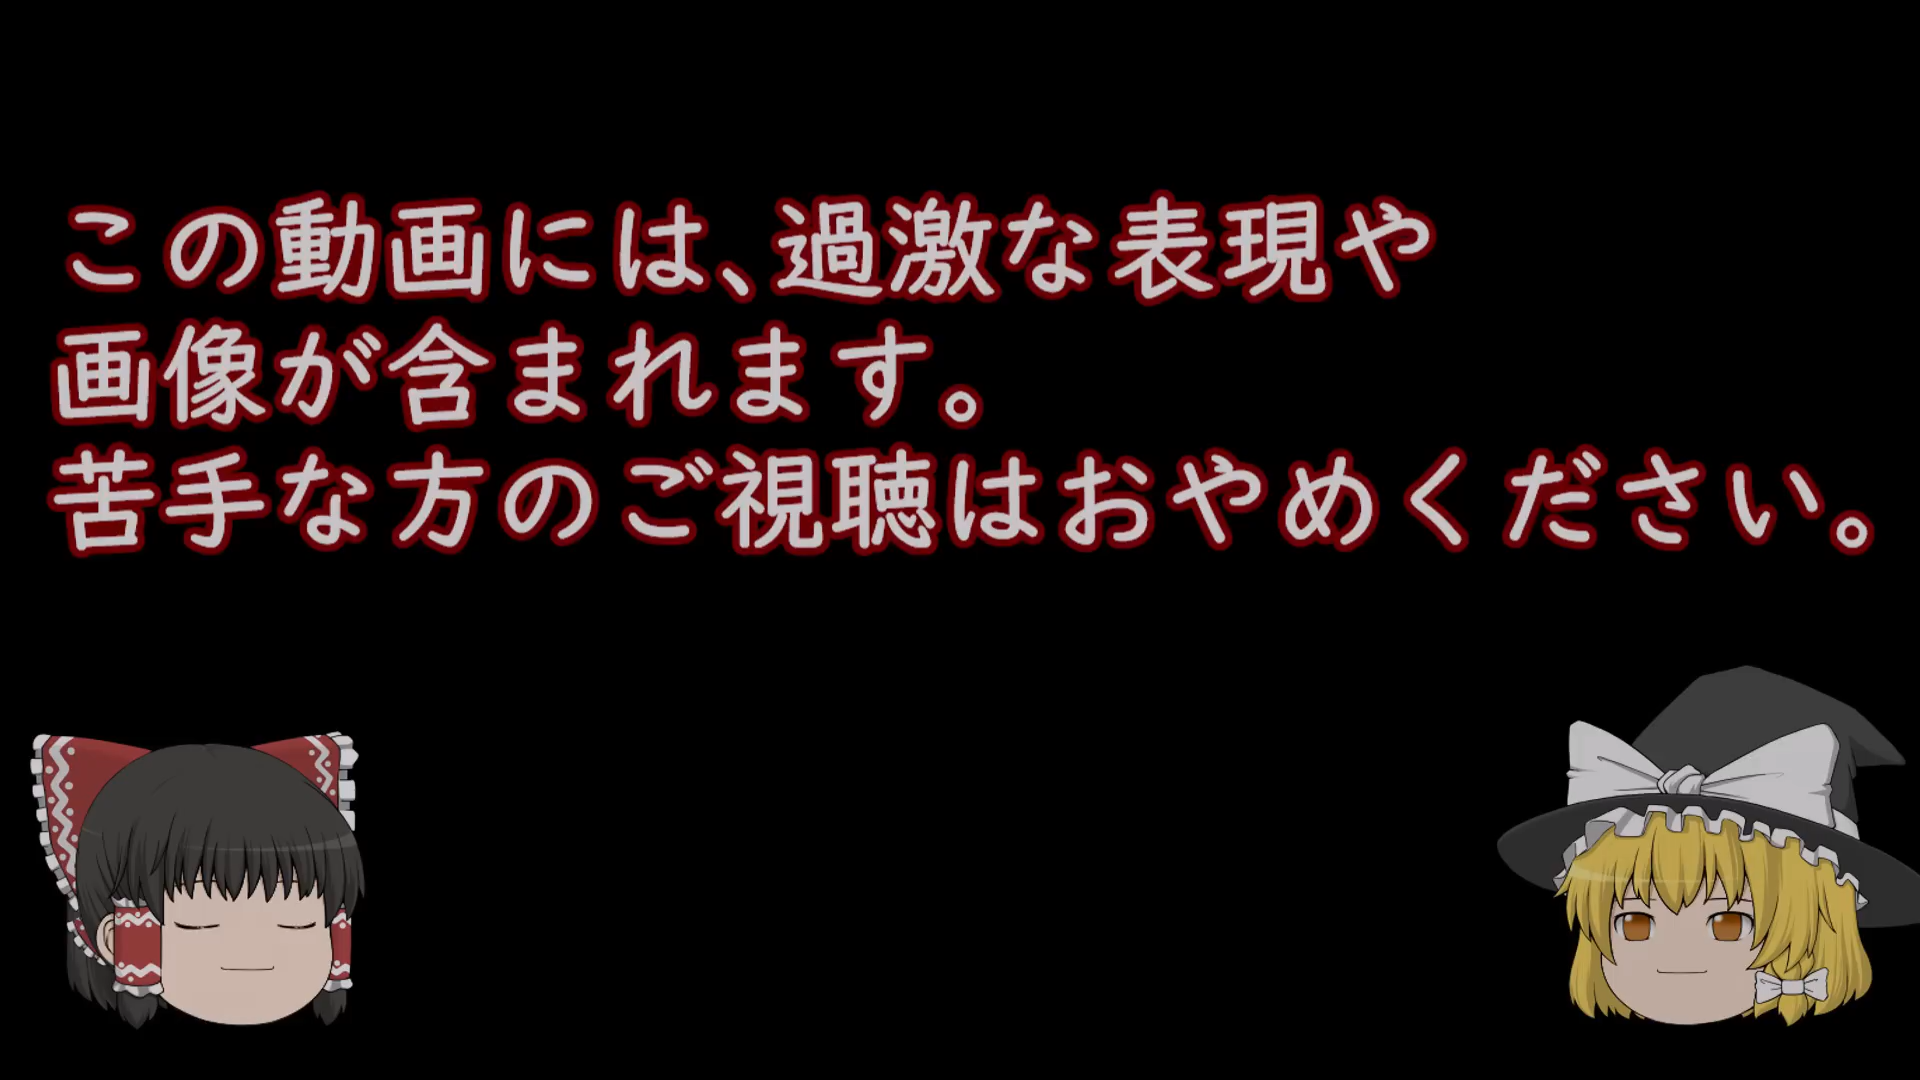 この動画には、過激な表現や
画像が含まれます。
苦手な方のご視聴はおやめください。